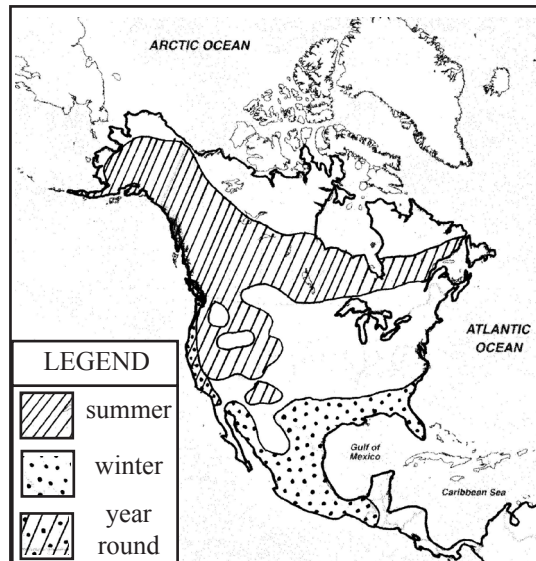 ARCTIC OCEAN
ATLANTIC
OCEAN
LEGEND
summer
Gulf of
Mexico
winter
Caribbean Sea
year
round